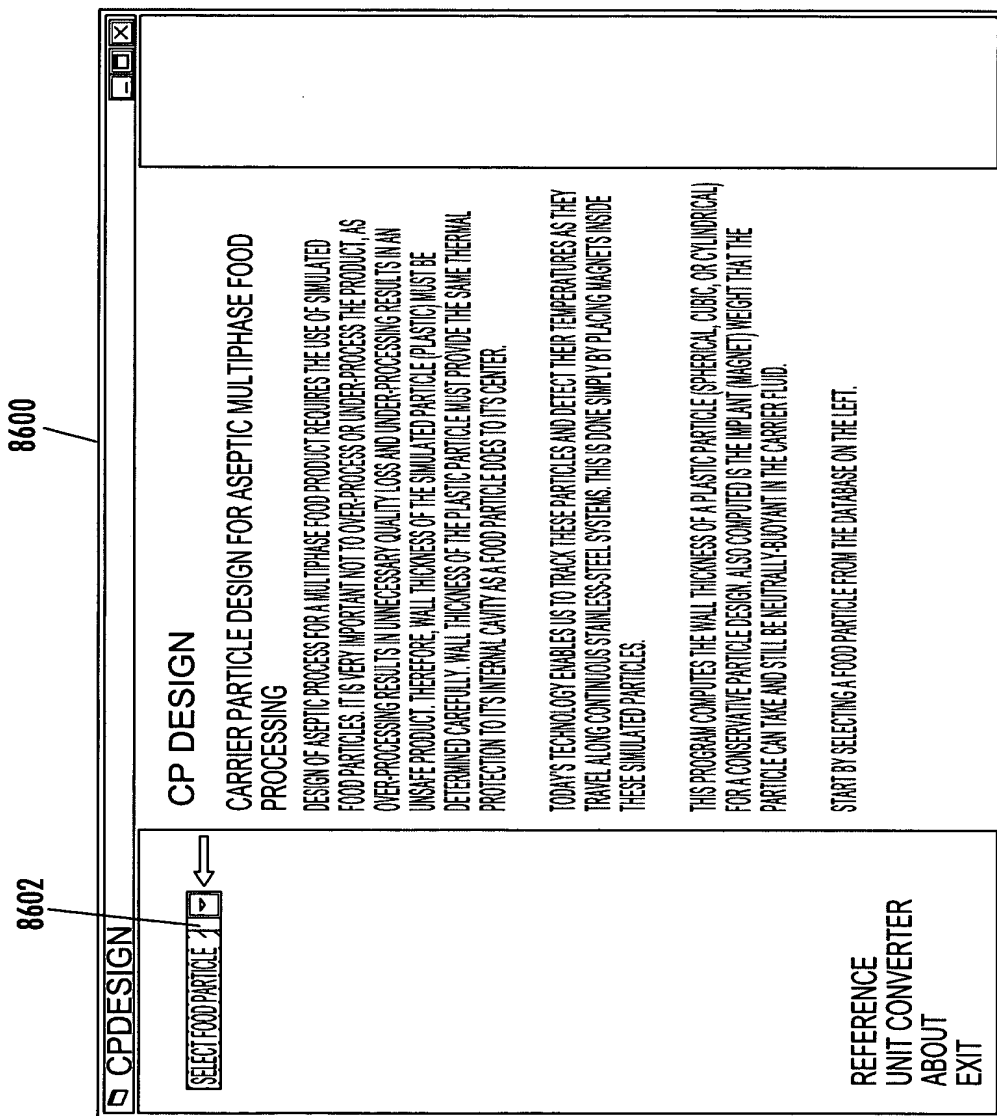 8600
8602
CPDESIGN
SELECT FOOD PARTICLE
CP DESIGN
CARRIER PARTICLE DESIGN FOR ASEPTIC MULTIPHASE FOOD
PROCESSING
DESIGN OF ASEPTIC PROCESS FOR A MULTIPHASE FOOD PRODUCT REQUIRES THE USE OF SIMULATED
FOOD PARTICLES. IT IS VERY IMPORTANT NOT TO OVER-PROCESS OR UNDER-PROCESS THE PRODUCT, AS
OVER-PROCESSING RESULTS IN UNNECESSARY QUALITY LOSS AND UNDER-PROCESSING RESULTS IN AN
UNSAFE PRODUCT. THEREFORE, WALL THICKNESS OF THE SIMULATED PARTICLE (PLASTIC) MUST BE
DETERMINED CAREFULLY. WALL THICKNESS OF THE PLASTIC PARTICLE MUST PROVIDE THE SAME THERMAL
PROTECTION TO IT'S INTERNAL CAVITY AS A FOOD PARTICLE DOES TO IT'S CENTER.
TODAY'S TECHNOLOGY ENABLES US TO TRACK THESE PARTICLES AND DETECT THEIR TEMPERATURES AS THEY
TRAVEL ALONG CONTINUOUS STAINLESS-STEEL SYSTEMS. THIS IS DONE SIMPLY BY PLACING MAGNETS INSIDE
THESE SIMULATED PARTICLES.
THIS PROGRAM COMPUTES THE WALL THICKNESS OF A PLASTIC PARTICLE (SPHERICAL, CUBIC, OR CYLINDRICAL)
FOR A CONSERVATIVE PARTICLE DESIGN. ALSO COMPUTED IS THE IMPLANT (MAGNET) WEIGHT THAT THE
PARTICLE CAN TAKE AND STILL BE NEUTRALLY-BUOYANT IN THE CARRIER FLUID.
START BY SELECTING A FOOD PARTICLE FROM THE DATABASE ON THE LEFT.
REFERENCE
UNIT CONVERTER
ABOUT
EXIT